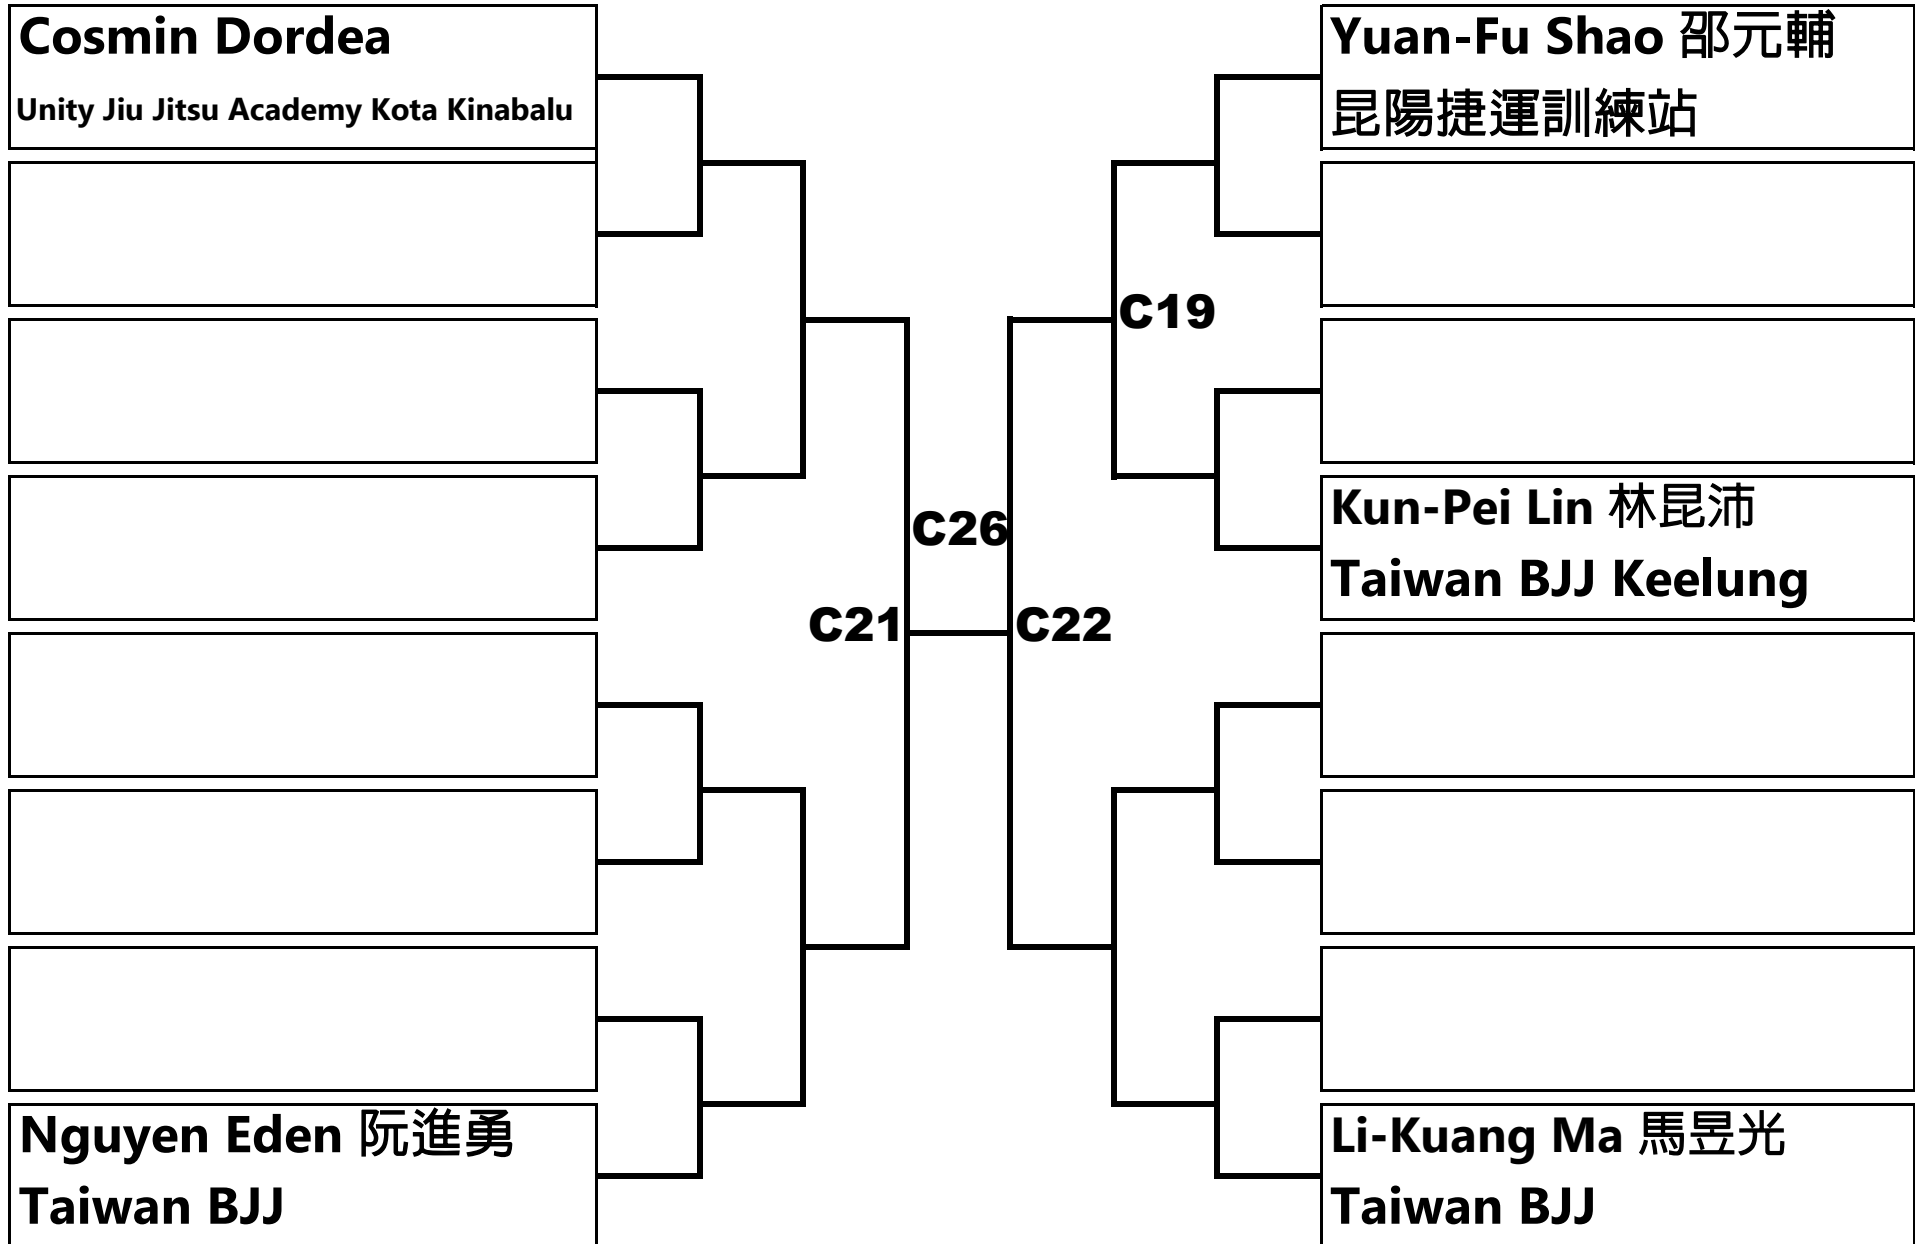 Cosmin Dordea
Unity Jiu Jitsu Academy Kota Kinabalu
Yuan-Fu Shao 邵元輔
昆陽捷運訓練站
C19
Kun-Pei Lin 林昆沛
Taiwan BJJ Keelung
C26
C21
C22
Nguyen Eden 阮進勇
Taiwan BJJ
Li-Kuang Ma 馬昱光
Taiwan BJJ